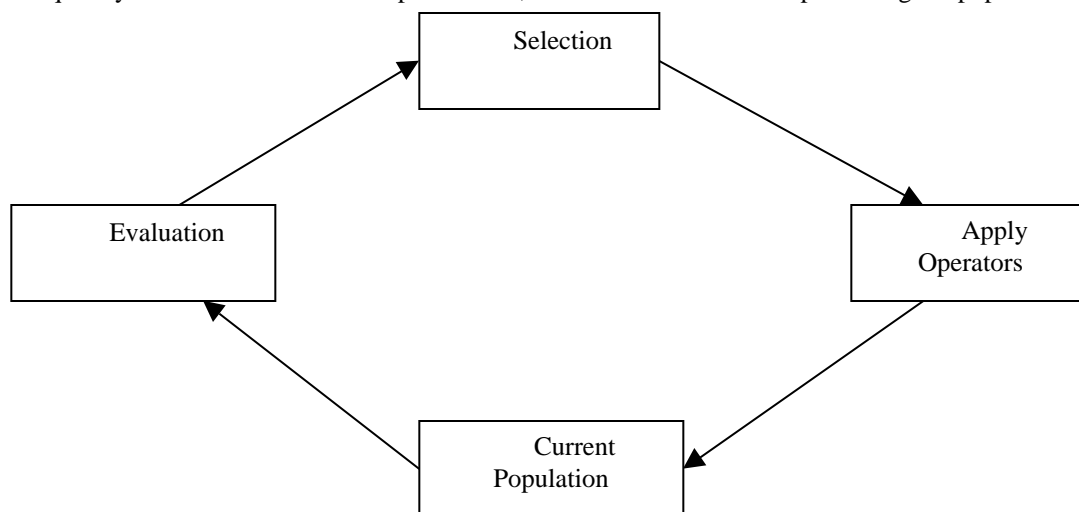 Selection
Evaluation
Apply
Operators
Current
Population